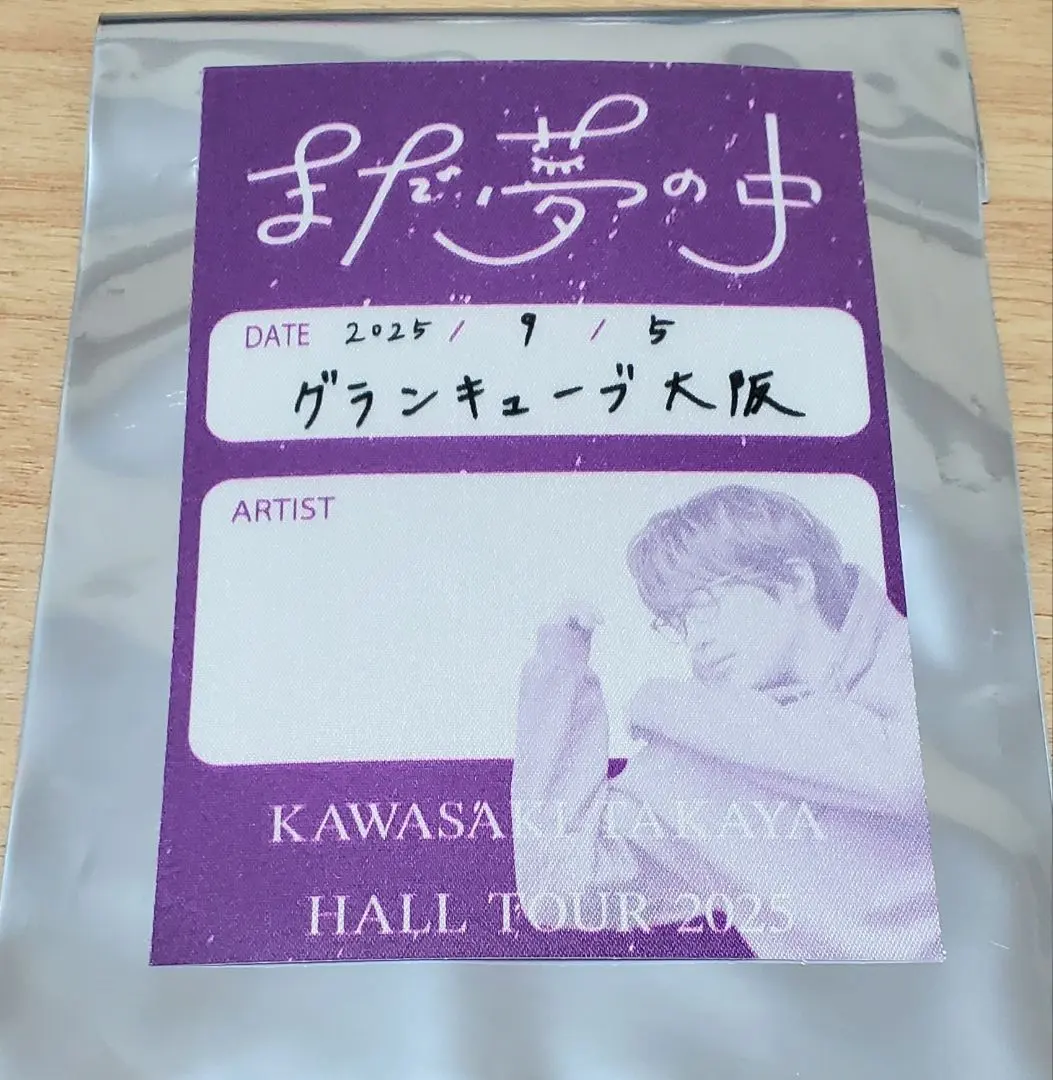 まだ、夢の中
DATE 2025 / 9 / 5
グランキューブ大阪
ARTIST
KAWASAKI TAKAYA
HALL TOUR 2025